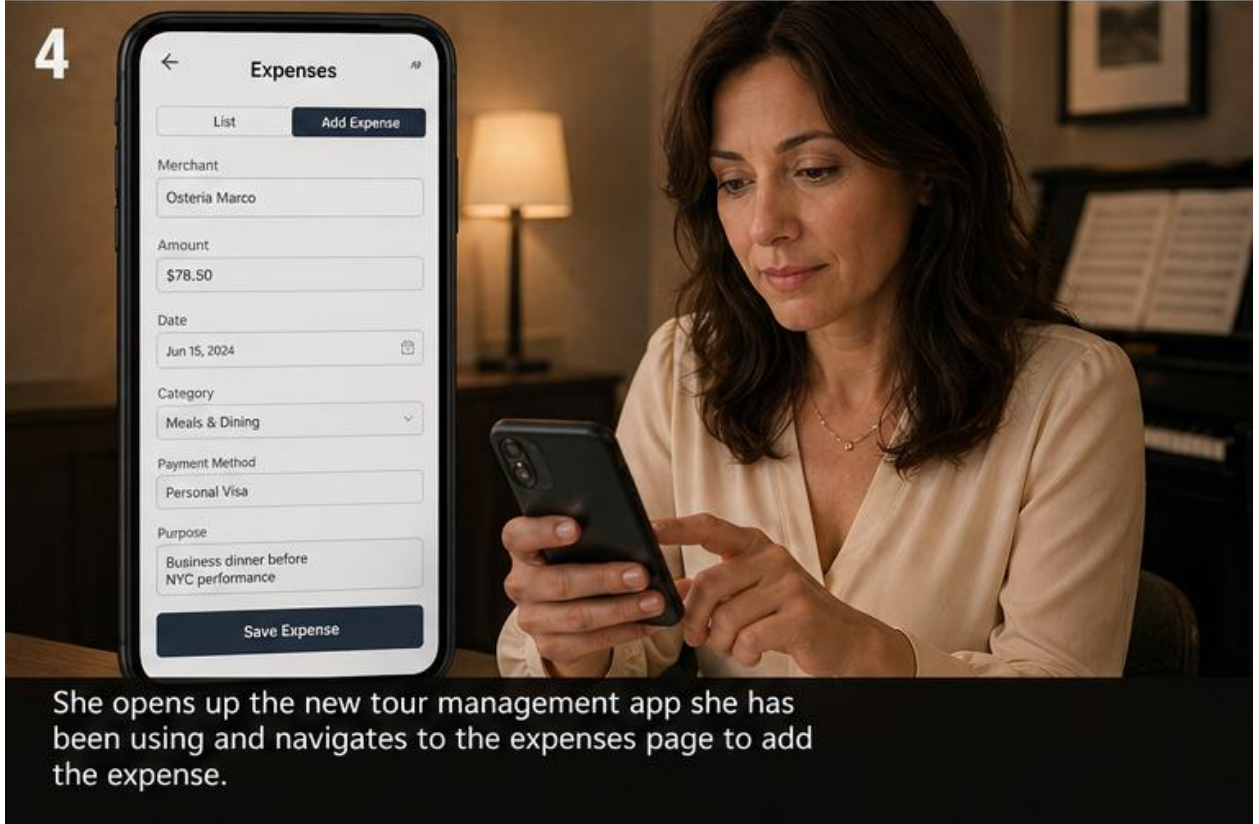 4
Expenses
List
Add Expense
Merchant
Osteria Marco
Amount
$78.50
Date
Jun 15, 2024
Category
Meals & Dining
Payment Method
Personal Visa
Purpose
Business dinner before
NYC performance
Save Expense
She opens up the new tour management app she has
been using and navigates to the expenses page to add
the expense.